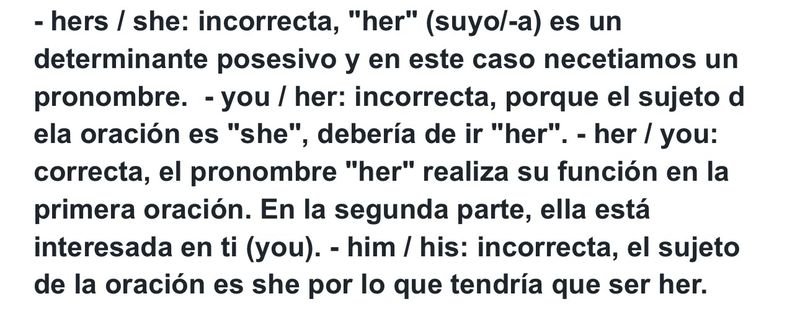 - hers / she: incorrecta, "her" (suyo/-a) es un
determinante posesivo y en este caso necetiamos un
pronombre.  - you / her: incorrecta, porque el sujeto d
ela oración es "she", debería de ir "her". - her / you:
correcta, el pronombre "her" realiza su función en la
primera oración. En la segunda parte, ella está
interesada en ti (you). - him / his: incorrecta, el sujeto
de la oración es she por lo que tendría que ser her.